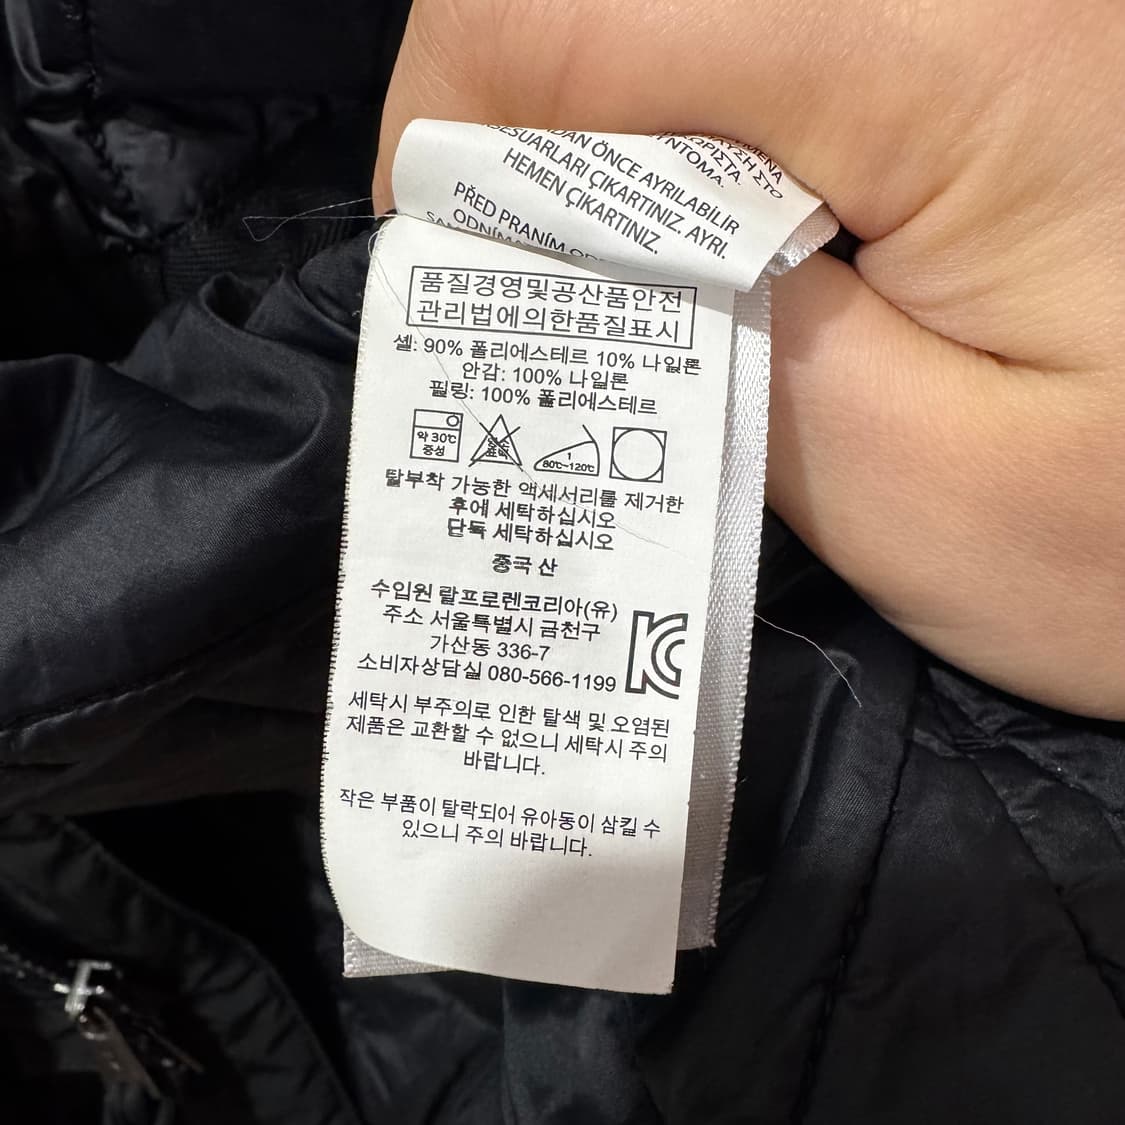 ΣΤΟ
ÖNCE AYRILABİLİR
ÇIKARTINIZ. AYRI.
HEMEN ÇIKARTINIZ.
PŘED PRANÍM
품질경영및공산품안전
관리법에의한품질표시
셸: 90% 폴리에스테르 10% 나일론
안감: 100% 나일론
필링: 100% 폴리에스테르
약 30℃
중성
염소
표백
1
80℃~120℃
탈부착 가능한 액세서리를 제거한
후에 세탁하십시오
단독 세탁하십시오
중국 산
수입원 랄프로렌코리아(유)
주소 서울특별시 금천구
가산동 336-7
소비자상담실 080-566-1199
세탁시 부주의로 인한 탈색 및 오염된
제품은 교환할 수 없으니 세탁시 주의
바랍니다.
작은 부품이 탈락되어 유아동이 삼킬 수
있으니 주의 바랍니다.